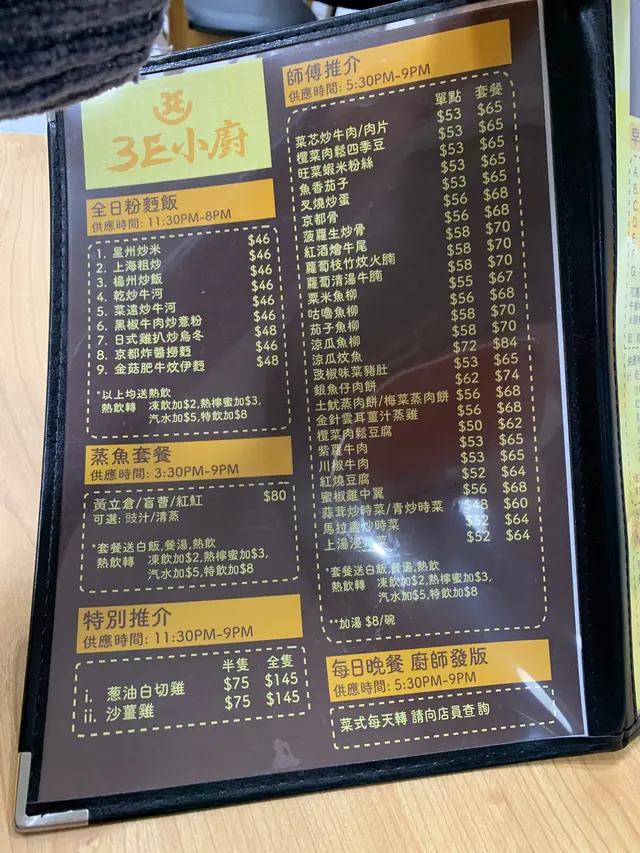 3E小廚
全日粉麵飯
供應時間: 11:30PM-8PM
1. 星州炒米 $46
2. 上海粗炒 $46
3. 楊州炒飯 $46
4. 乾炒牛河 $46
5. 菜遠炒牛河 $46
6. 黑椒牛肉炒意粉 $46
7. 日式雞扒炒烏冬 $48
8. 京都炸醬撈麵 $46
9. 金菇肥牛炆伊麵 $48
*以上均送熱飲
熱飲轉 凍飲加$2,熱檸蜜加$3,
汽水加$5,特飲加$8
蒸魚套餐
供應時間: 3:30PM-9PM
黃立倉/盲曹/紅魟 $80
可選: 豉汁/清蒸
*套餐送白飯,餐湯,熱飲
熱飲轉 凍飲加$2,熱檸蜜加$3,
汽水加$5,特飲加$8
特別推介
供應時間: 11:30PM-9PM
半隻 全隻
i. 葱油白切雞 $75 $145
ii. 沙薑雞 $75 $145
師傅推介
供應時間: 5:30PM-9PM
單點 套餐
菜芯炒牛肉/肉片 $53 $65
欖菜肉鬆四季豆 $53 $65
旺菜蝦米粉絲 $53 $65
魚香茄子 $53 $65
叉燒炒蛋 $53 $65
京都骨 $56 $68
菠蘿生炒骨 $58 $70
紅酒燴牛尾 $58 $70
蘿蔔枝竹炆火腩 $58 $70
蘿蔔清湯牛腩 $58 $70
粟米魚柳 $55 $67
咕嚕魚柳 $56 $68
茄子魚柳 $58 $70
涼瓜魚柳 $58 $70
涼瓜炆魚 $72 $84
豉椒味菜豬肚 $53 $65
銀魚仔肉餅 $62 $74
土魷蒸肉餅/梅菜蒸肉餅 $56 $68
金針雲耳薑汁蒸雞 $56 $68
欖菜肉鬆豆腐 $50 $62
紫蘿牛肉 $53 $65
川椒牛肉 $53 $65
紅燒豆腐 $52 $64
蜜椒雞中翼 $56 $68
蒜茸炒時菜/青炒時菜 $48 $60
馬拉盞炒時菜 $52 $64
上湯浸時菜 $52 $64
*套餐送白飯,餐湯,熱飲
熱飲轉 凍飲加$2,熱檸蜜加$3,
汽水加$5,特飲加$8
**加湯 $8/碗
每日晚餐 廚師發版
供應時間: 5:30PM-9PM
菜式每天轉 請向店員查詢